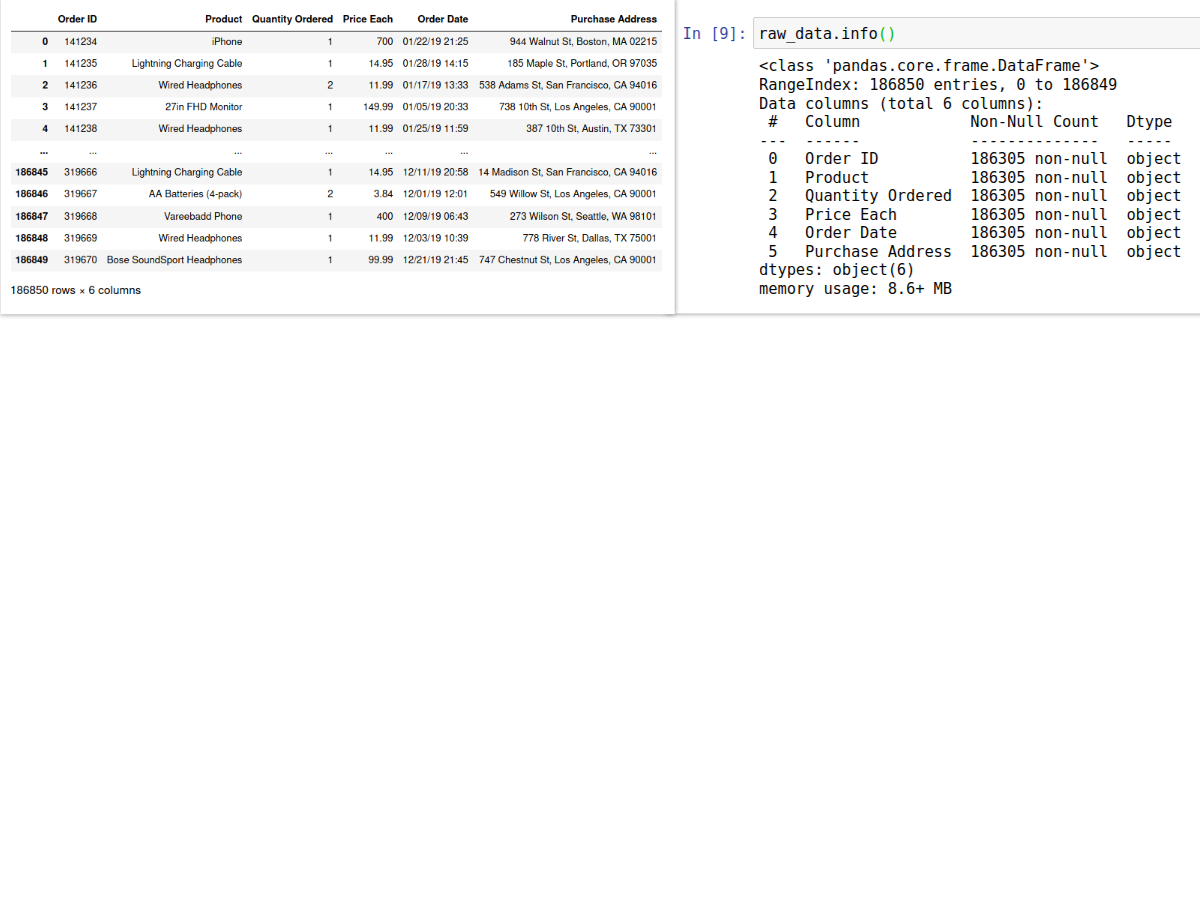 Order ID Product Quantity Ordered Price Each Order Date Purchase Address
0 141234 iPhone 1 700 01/22/19 21:25 944 Walnut St, Boston, MA 02215
1 141235 Lightning Charging Cable 1 14.95 01/28/19 14:15 185 Maple St, Portland, OR 97035
2 141236 Wired Headphones 2 11.99 01/17/19 13:33 538 Adams St, San Francisco, CA 94016
3 141237 27in FHD Monitor 1 149.99 01/05/19 20:33 738 10th St, Los Angeles, CA 90001
4 141238 Wired Headphones 1 11.99 01/25/19 11:59 387 10th St, Austin, TX 73301
... ... ... ... ... ... ...
186845 319666 Lightning Charging Cable 1 14.95 12/11/19 20:58 14 Madison St, San Francisco, CA 94016
186846 319667 AA Batteries (4-pack) 2 3.84 12/01/19 12:01 549 Willow St, Los Angeles, CA 90001
186847 319668 Vareebadd Phone 1 400 12/09/19 06:43 273 Wilson St, Seattle, WA 98101
186848 319669 Wired Headphones 1 11.99 12/03/19 10:39 778 River St, Dallas, TX 75001
186849 319670 Bose SoundSport Headphones 1 99.99 12/21/19 21:45 747 Chestnut St, Los Angeles, CA 90001
186850 rows × 6 columns
In [9]: raw_data.info()
<class 'pandas.core.frame.DataFrame'>
RangeIndex: 186850 entries, 0 to 186849
Data columns (total 6 columns):
# Column Non-Null Count Dtype
--- ------ -------------- -----
0 Order ID 186305 non-null object
1 Product 186305 non-null object
2 Quantity Ordered 186305 non-null object
3 Price Each 186305 non-null object
4 Order Date 186305 non-null object
5 Purchase Address 186305 non-null object
dtypes: object(6)
memory usage: 8.6+ MB